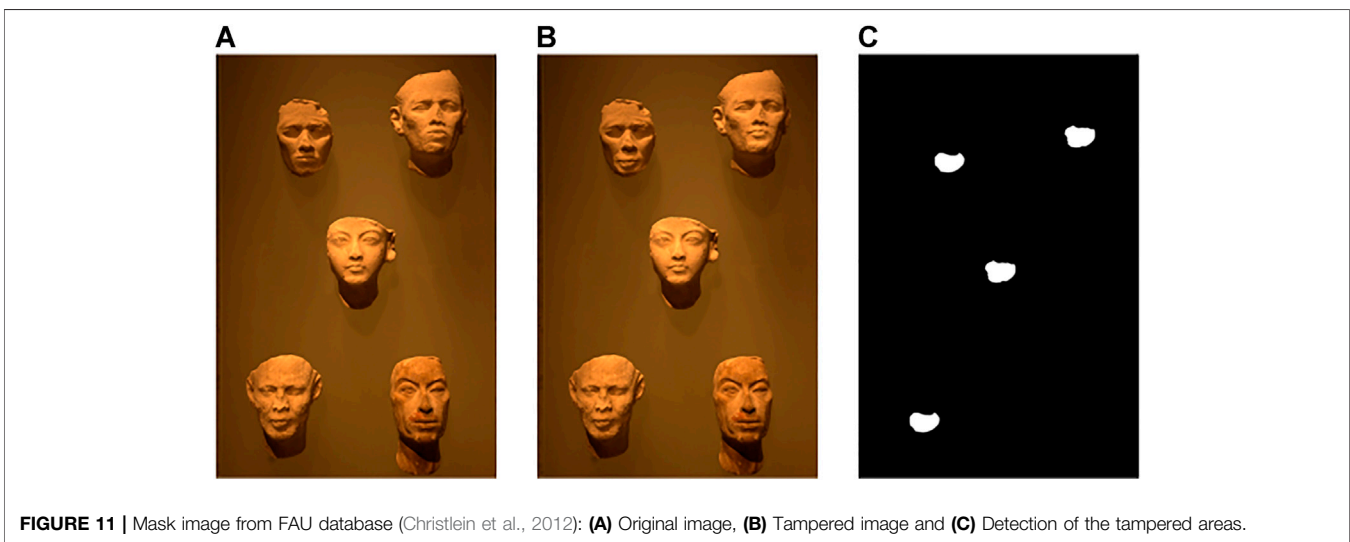 A
B
C
FIGURE 11 | Mask image from FAU database (Christlein et al., 2012): (A) Original image, (B) Tampered image and (C) Detection of the tampered areas.